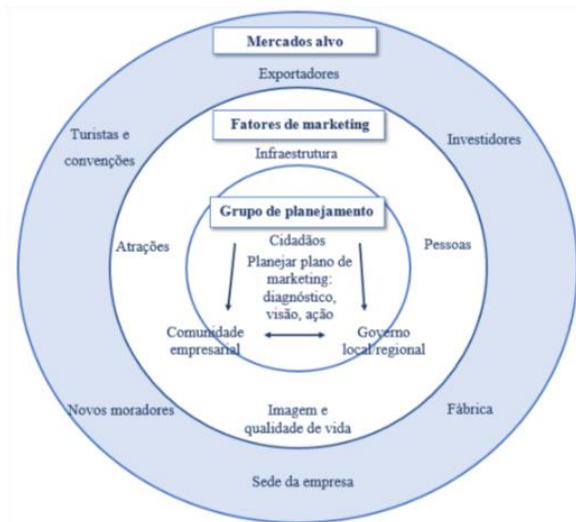 Mercados alvo
Exportadores
Turistas e
convenções
Investidores
Fatores de marketing
Infraestrutura
Grupo de planejamento
Atrações
Pessoas
Cidadãos
Planejar plano de
marketing:
diagnóstico,
visão, ação
Comunidade
empresarial
Governo
local/regional
Novos moradores
Imagem e
qualidade de vida
Fábrica
Sede da empresa